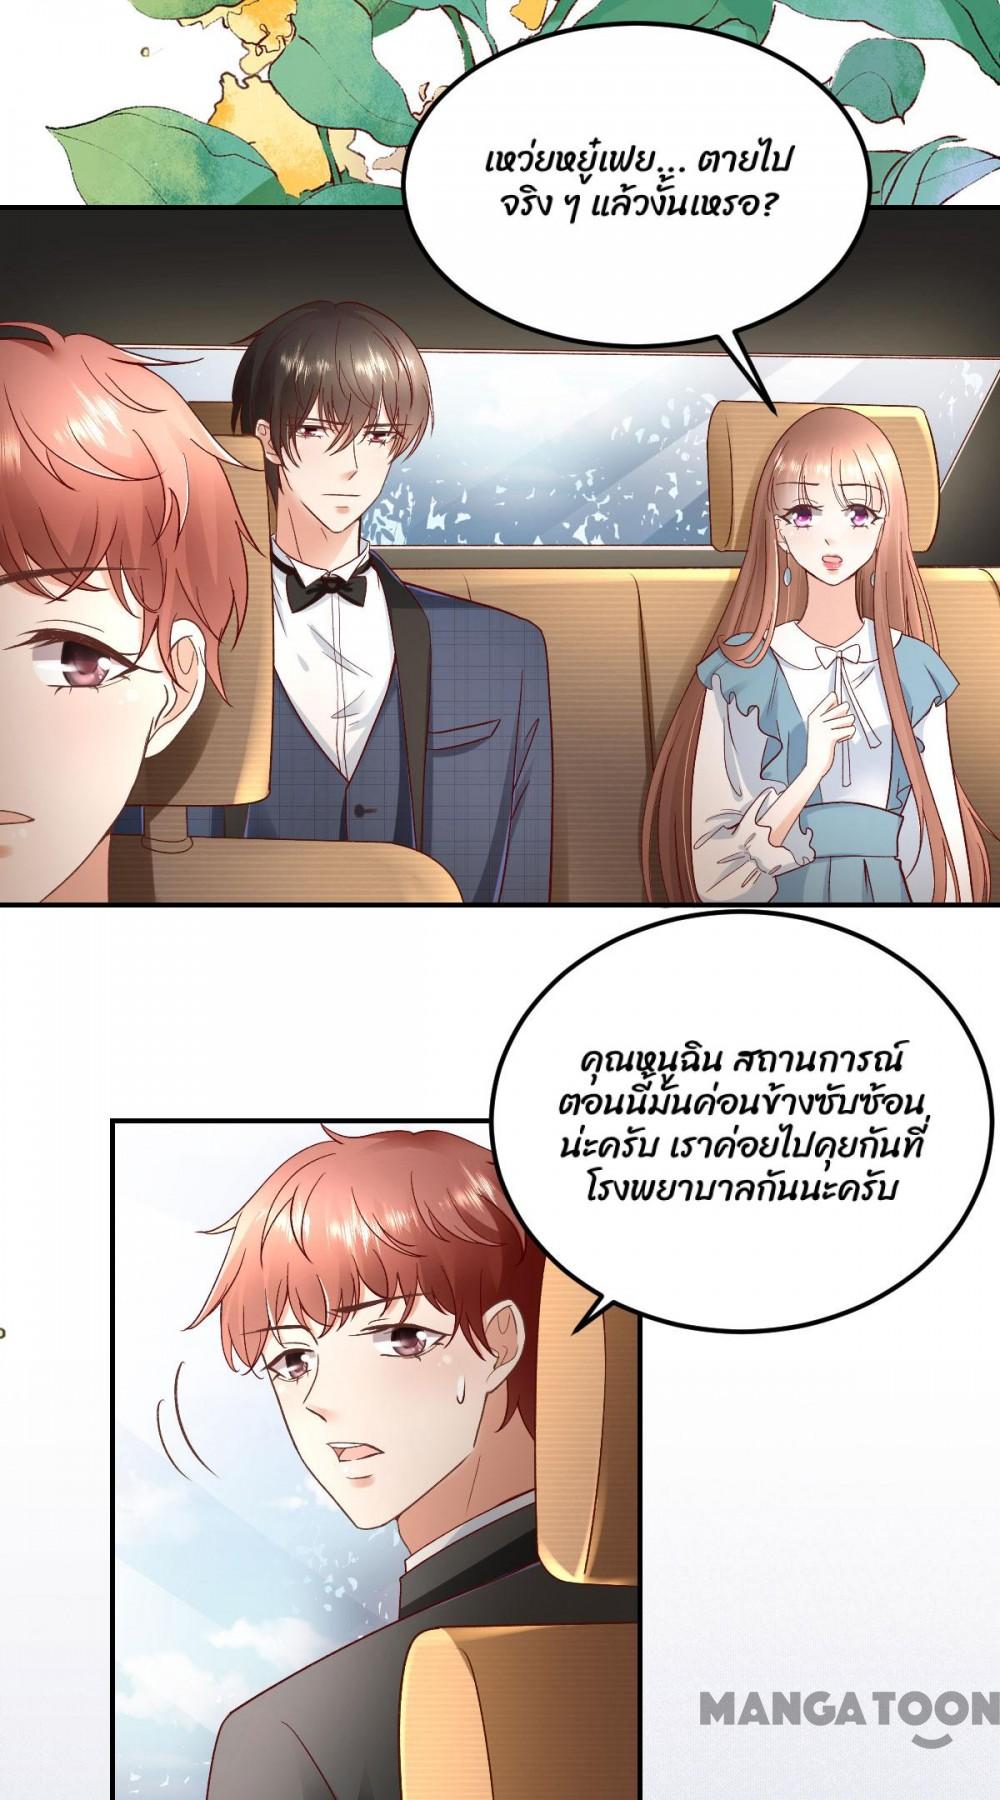 เหว่ยหยู๋เฟย... ตายไป
จริง ๆ แล้วงั้นเหรอ?
คุณหนูฉิน สถานการณ์
ตอนนี้มันค่อนข้างซับซ้อน
น่ะครับ เราค่อยไปคุยกันที่
โรงพยาบาลกันนะครับ
MANGATOON